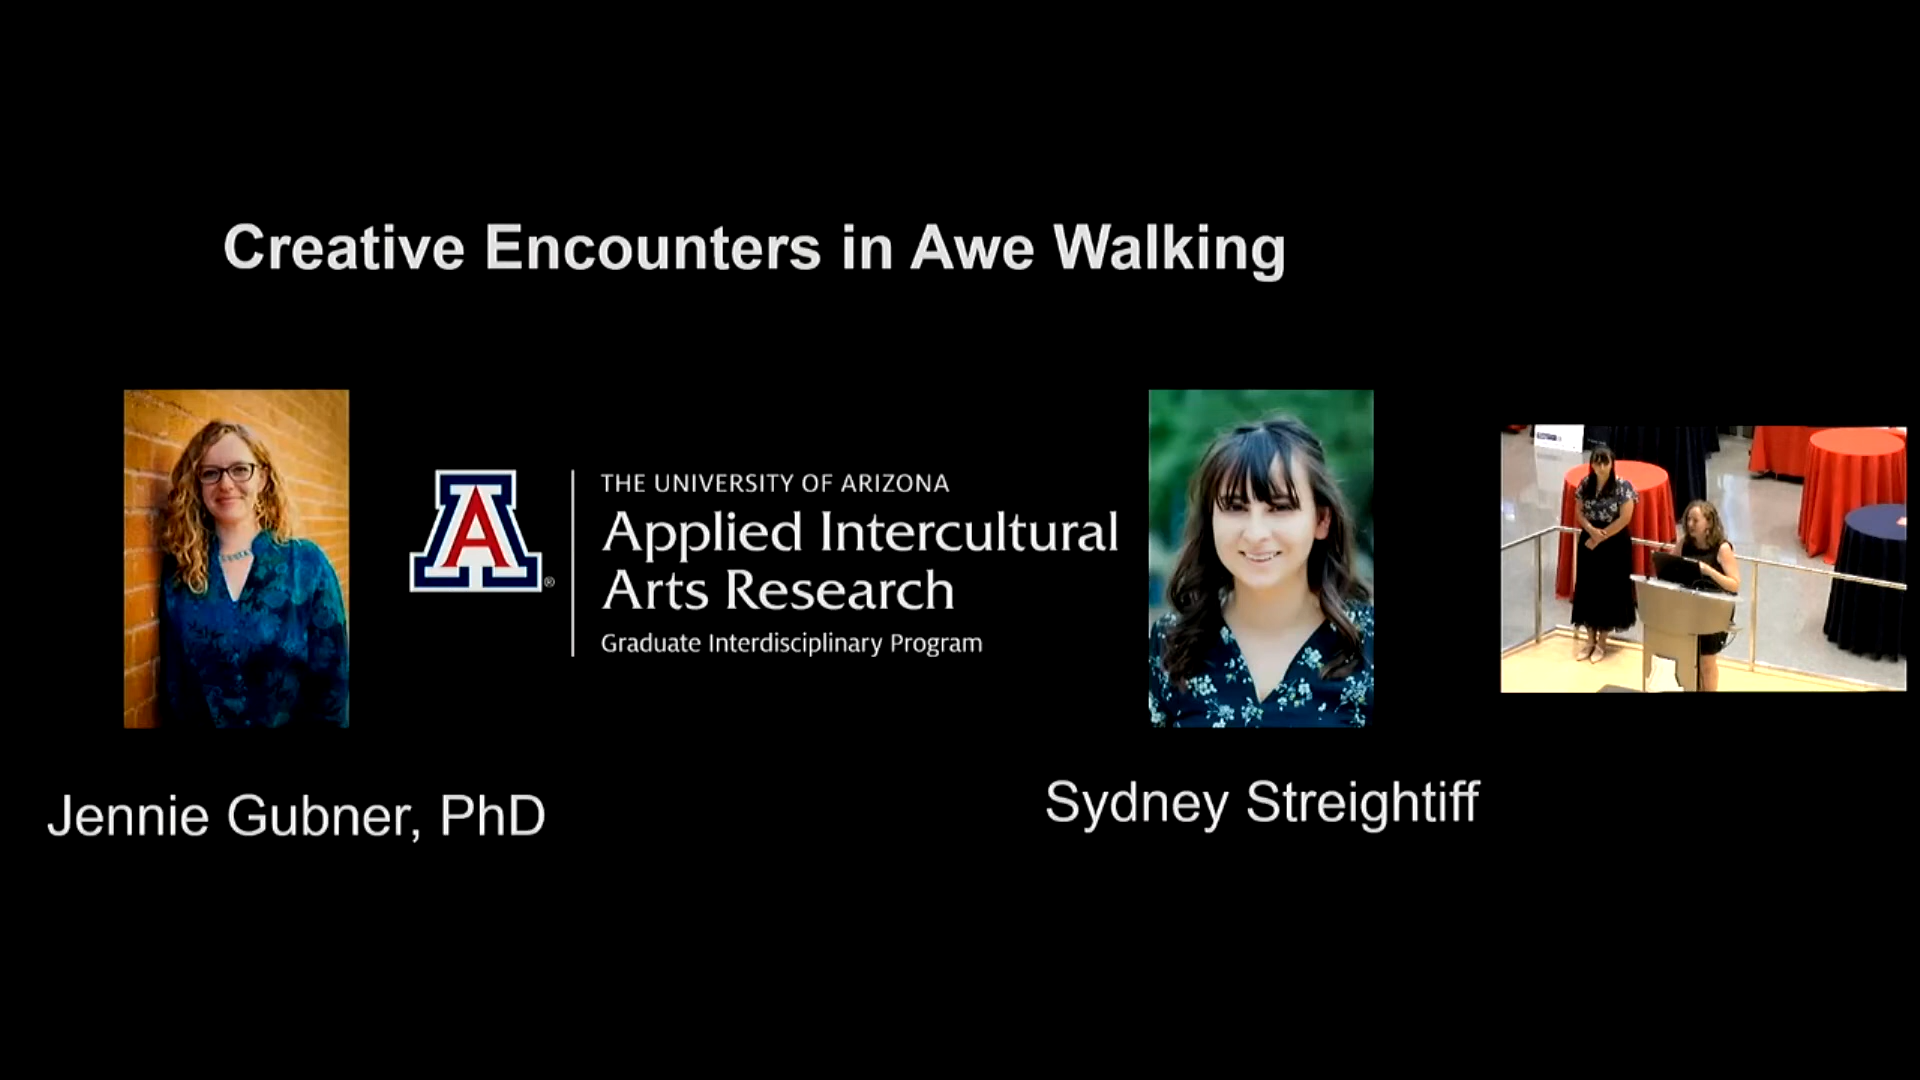 Creative Encounters in Awe Walking
THE UNIVERSITY OF ARIZONA
Applied Intercultural
Arts Research
Graduate Interdisciplinary Program
A
®
Jennie Gubner, PhD
Sydney Streightiff